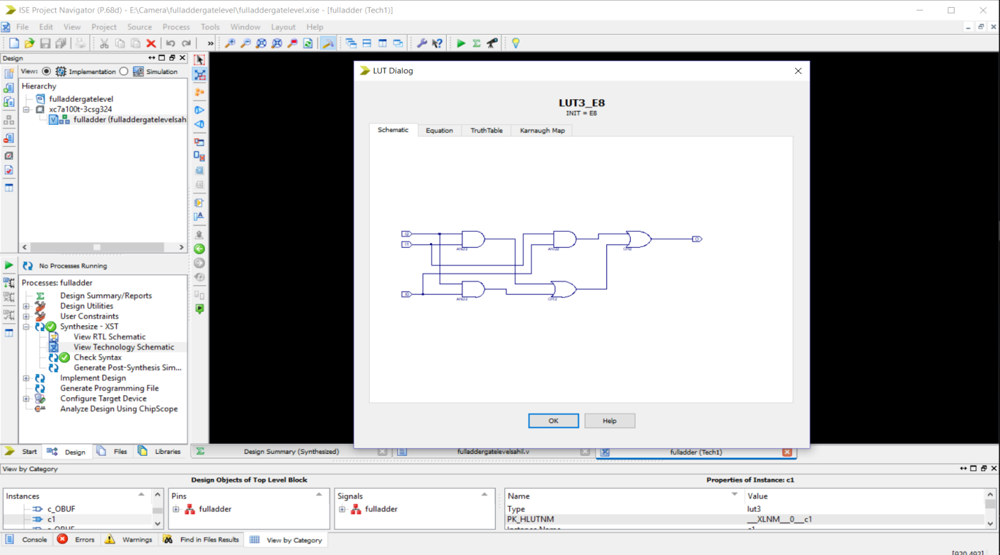 ISE Project Navigator (P.68d) - E:\Camera\fulladdergatelevel\fulladdergatelevel.xise - [fulladder (Tech1)]
File Edit View Project Source Process Tools Window Layout Help
Design
View: Implementation Simulation
Hierarchy
fulladdergatelevel
xc7a100t-3csg324
fulladder (fulladdergatelevelsah
No Processes Running
Processes: fulladder
Design Summary/Reports
Design Utilities
User Constraints
Synthesize - XST
View RTL Schematic
View Technology Schematic
Check Syntax
Generate Post-Synthesis Sim...
Implement Design
Generate Programming File
Configure Target Device
Analyze Design Using ChipScope
Start Design Files Libraries
LUT Dialog
LUT3_E8
INIT = E8
Schematic Equation TruthTable Karnaugh Map
I2
I1
I0
AND2
AND2
AND2
OR2
OR2
O
OK Help
Design Summary (Synthesized) fulladdergatelevelsahil.v fulladder (Tech1)
View by Category
Design Objects of Top Level Block Properties of Instance: c1
Instances
c_OBUF
c1
Pins
fulladder
Signals
fulladder
Name Value
Type lut3
PK_HLUTNM ___XLNM___0___c1
Console Errors Warnings Find in Files Results View by Category
[920,492]